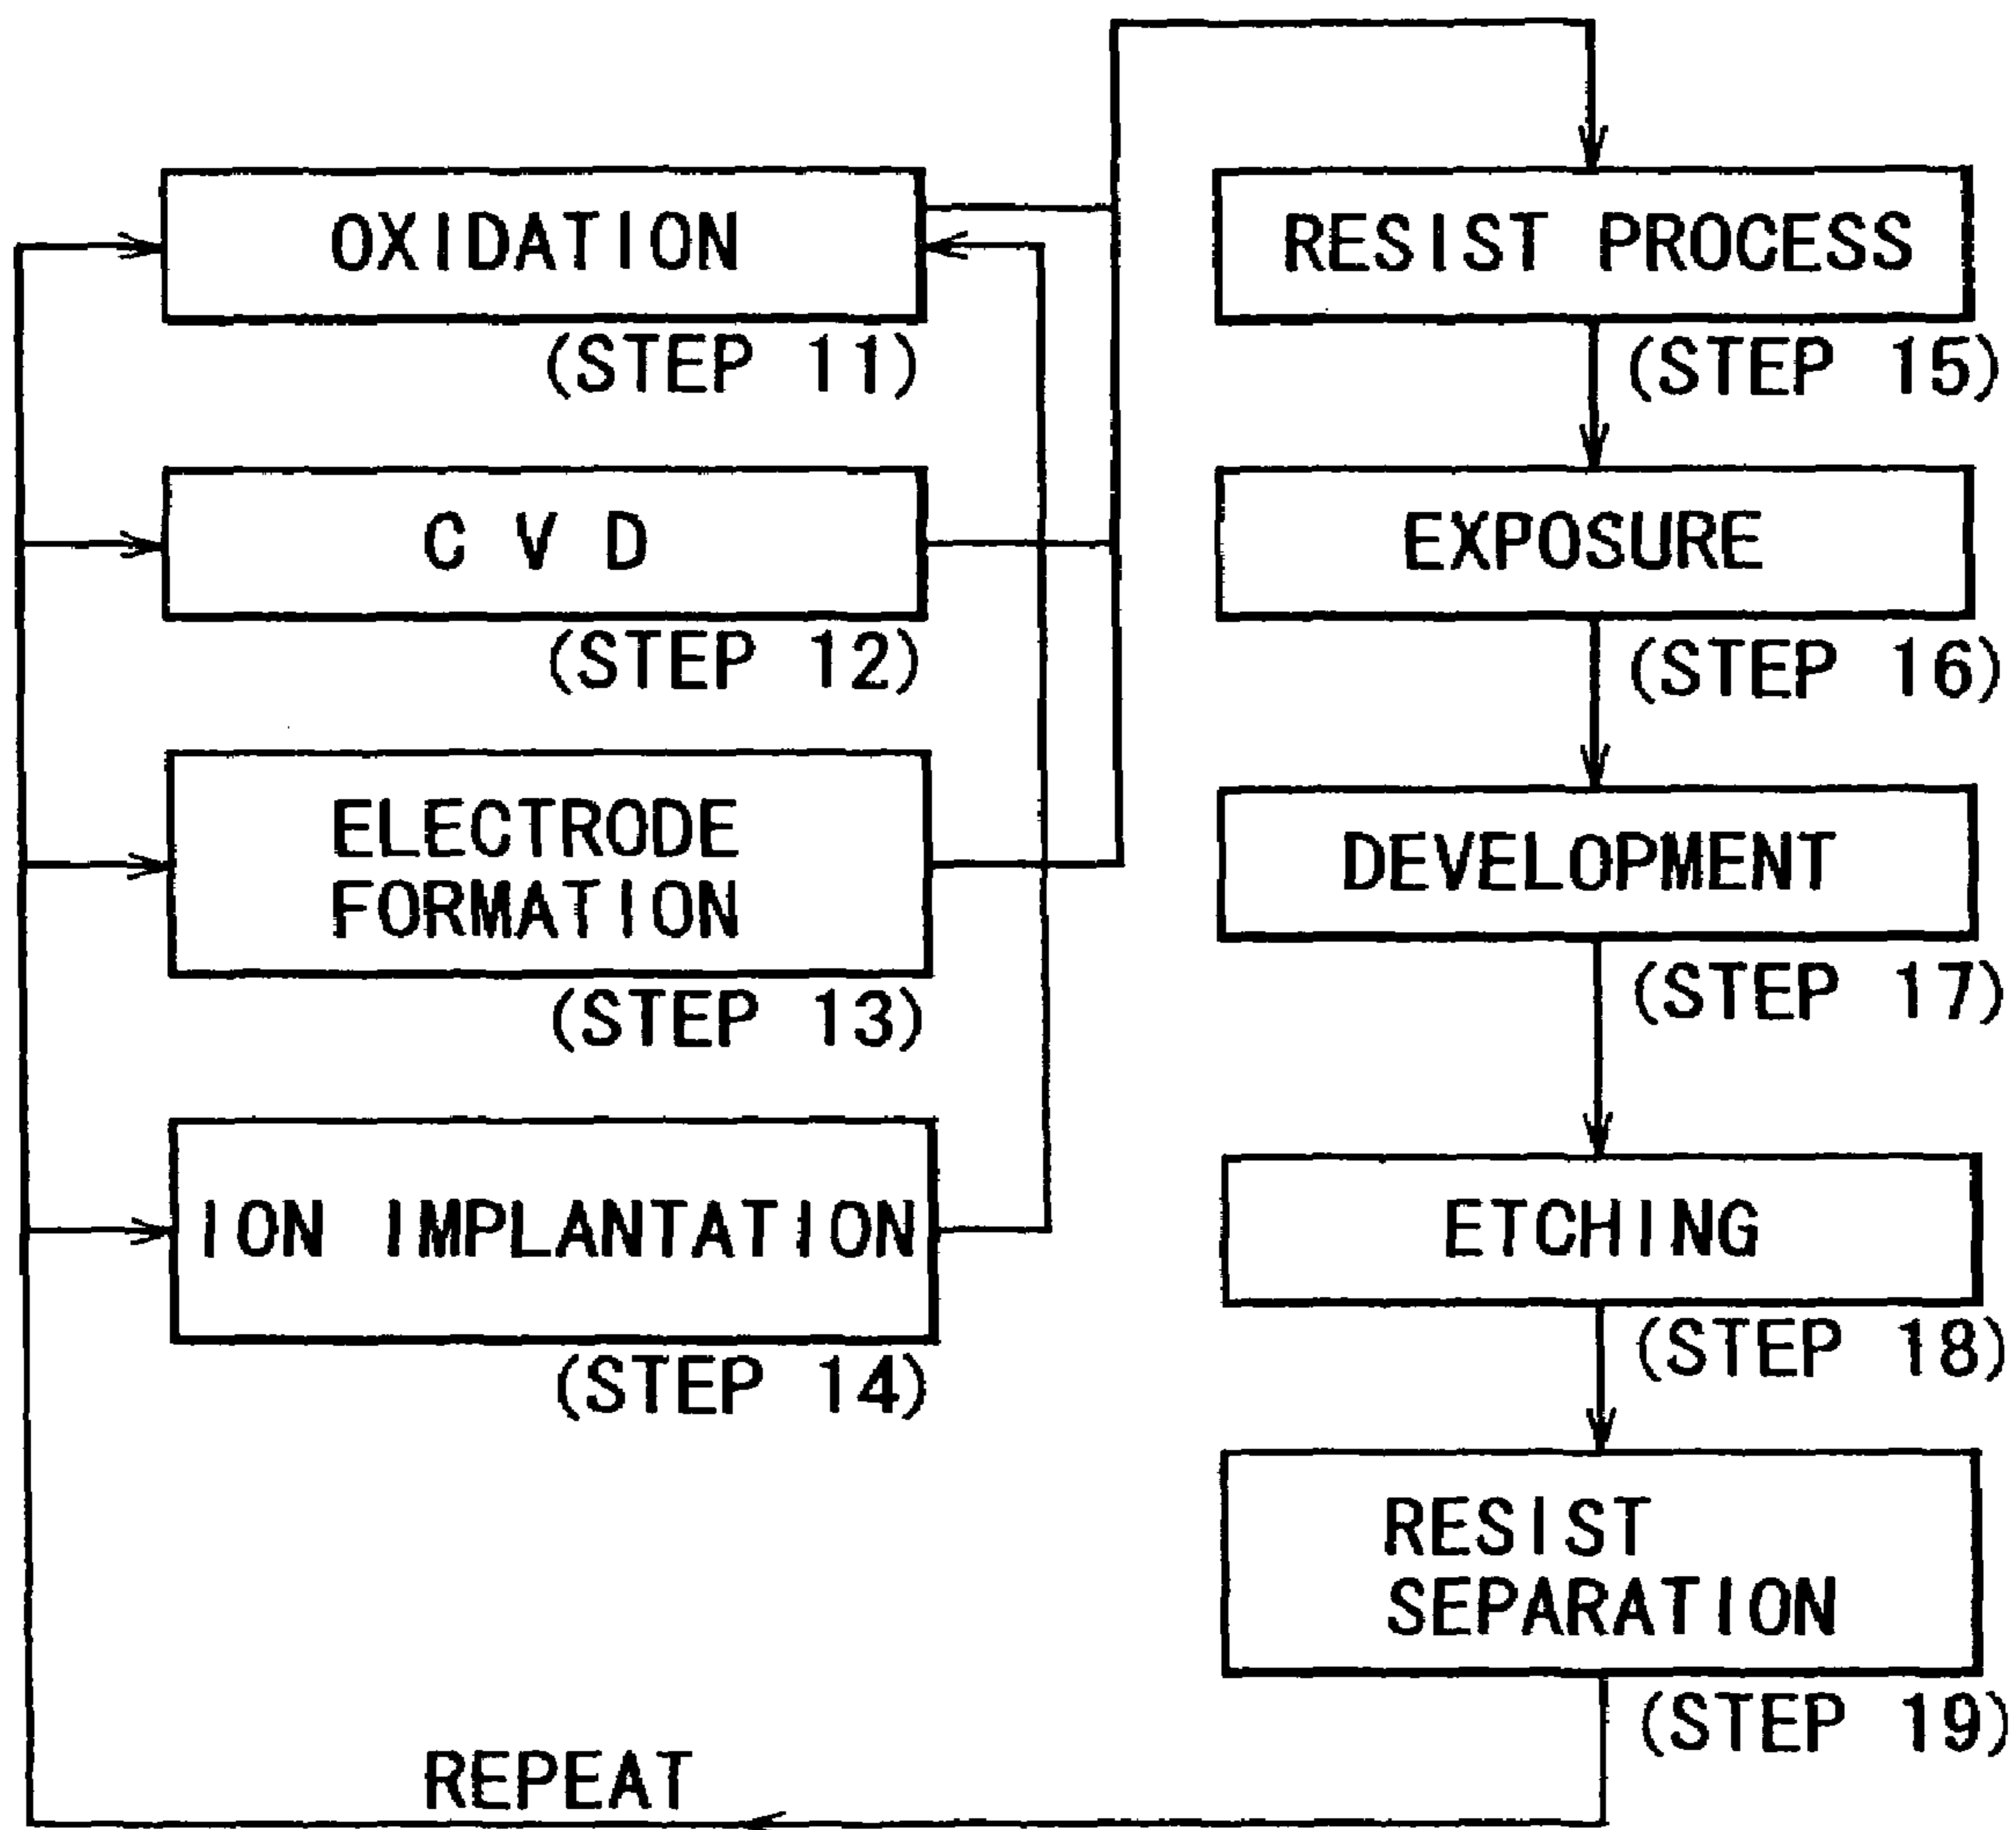 OXIDATION
(STEP 11)
C V D
(STEP 12)
ELECTRODE
FORMATION
(STEP 13)
ION IMPLANTATION
(STEP 14)
RESIST PROCESS
(STEP 15)
EXPOSURE
(STEP 16)
DEVELOPMENT
(STEP 17)
ETCHING
(STEP 18)
RESIST
SEPARATION
(STEP 19)
REPEAT